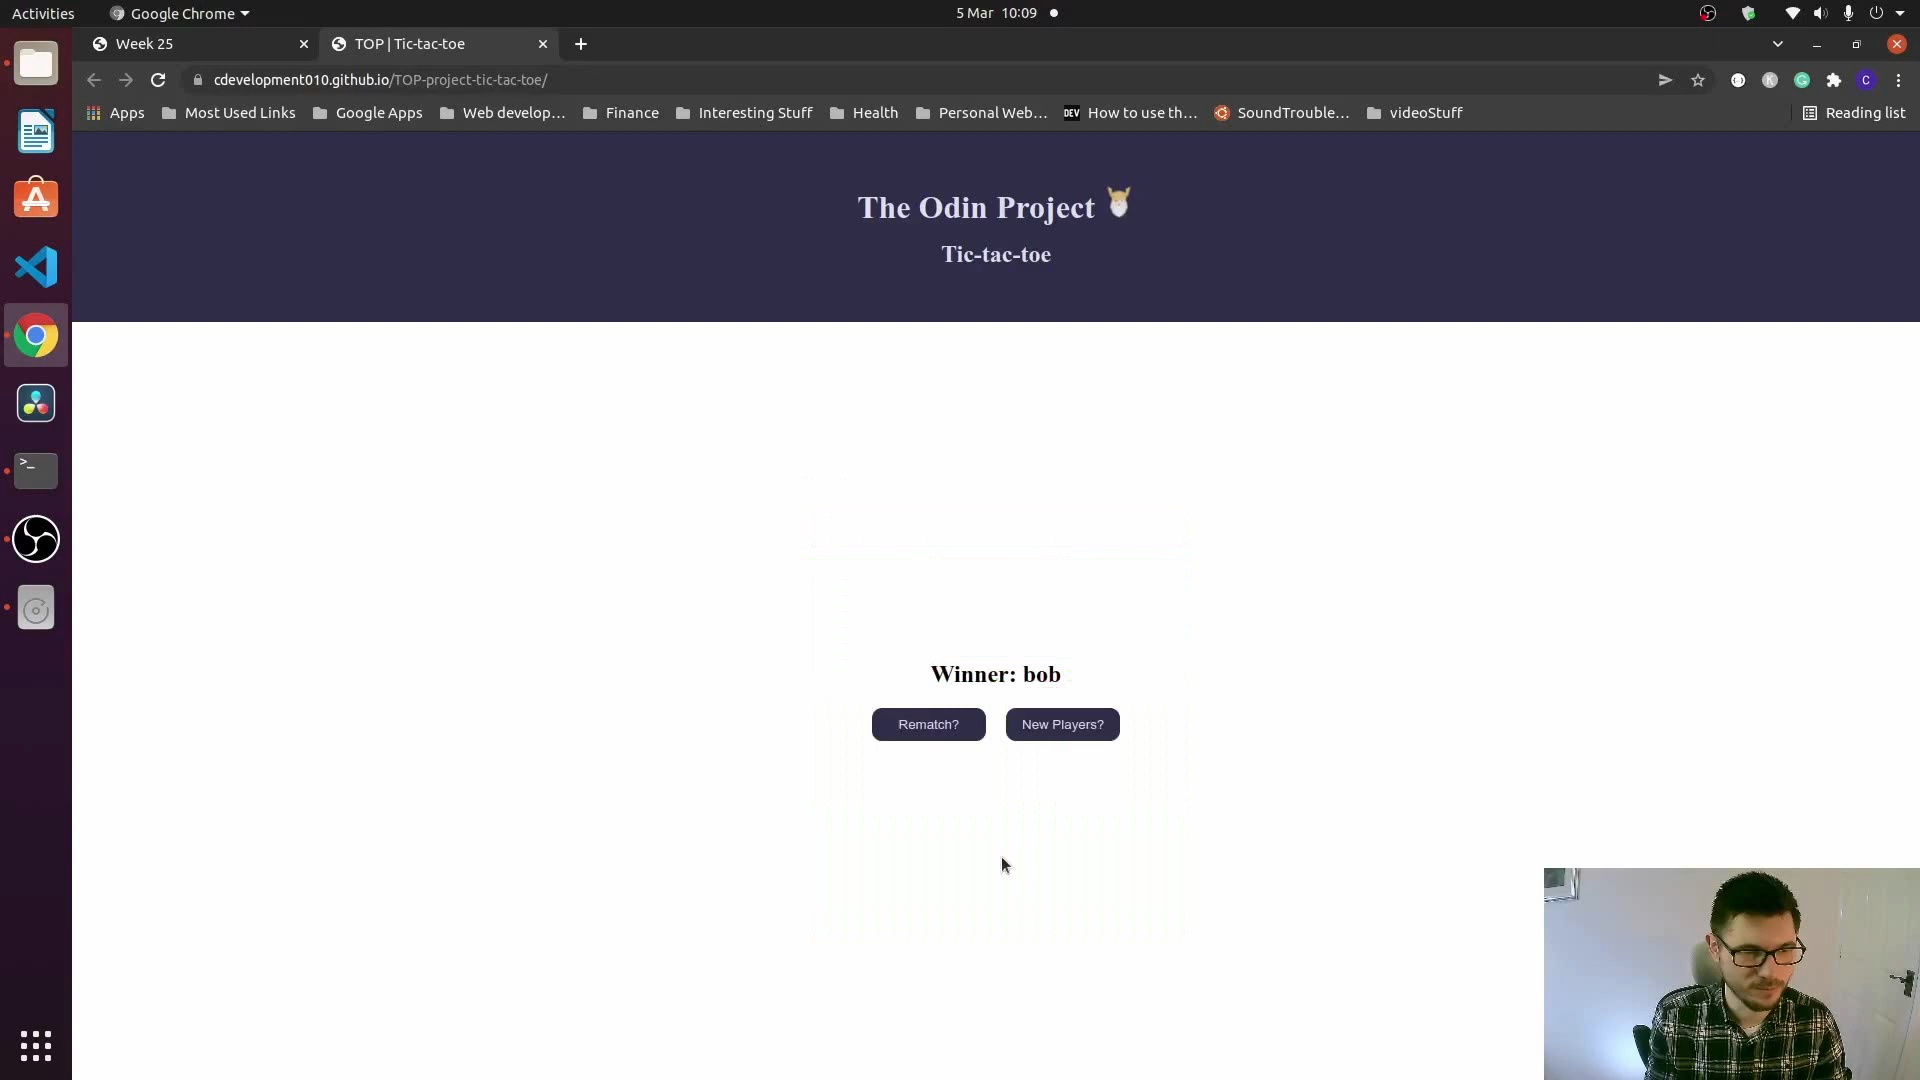 Activities
Google Chrome
5 Mar 10:09
Week 25
TOP | Tic-tac-toe
cdevelopment010.github.io/TOP-project-tic-tac-toe/
C
Apps
Most Used Links
Google Apps
Web develop...
Finance
Interesting Stuff
Health
Personal Web...
DEV How to use th...
SoundTrouble...
videoStuff
Reading list
The Odin Project
Tic-tac-toe
Winner: bob
Rematch?
New Players?